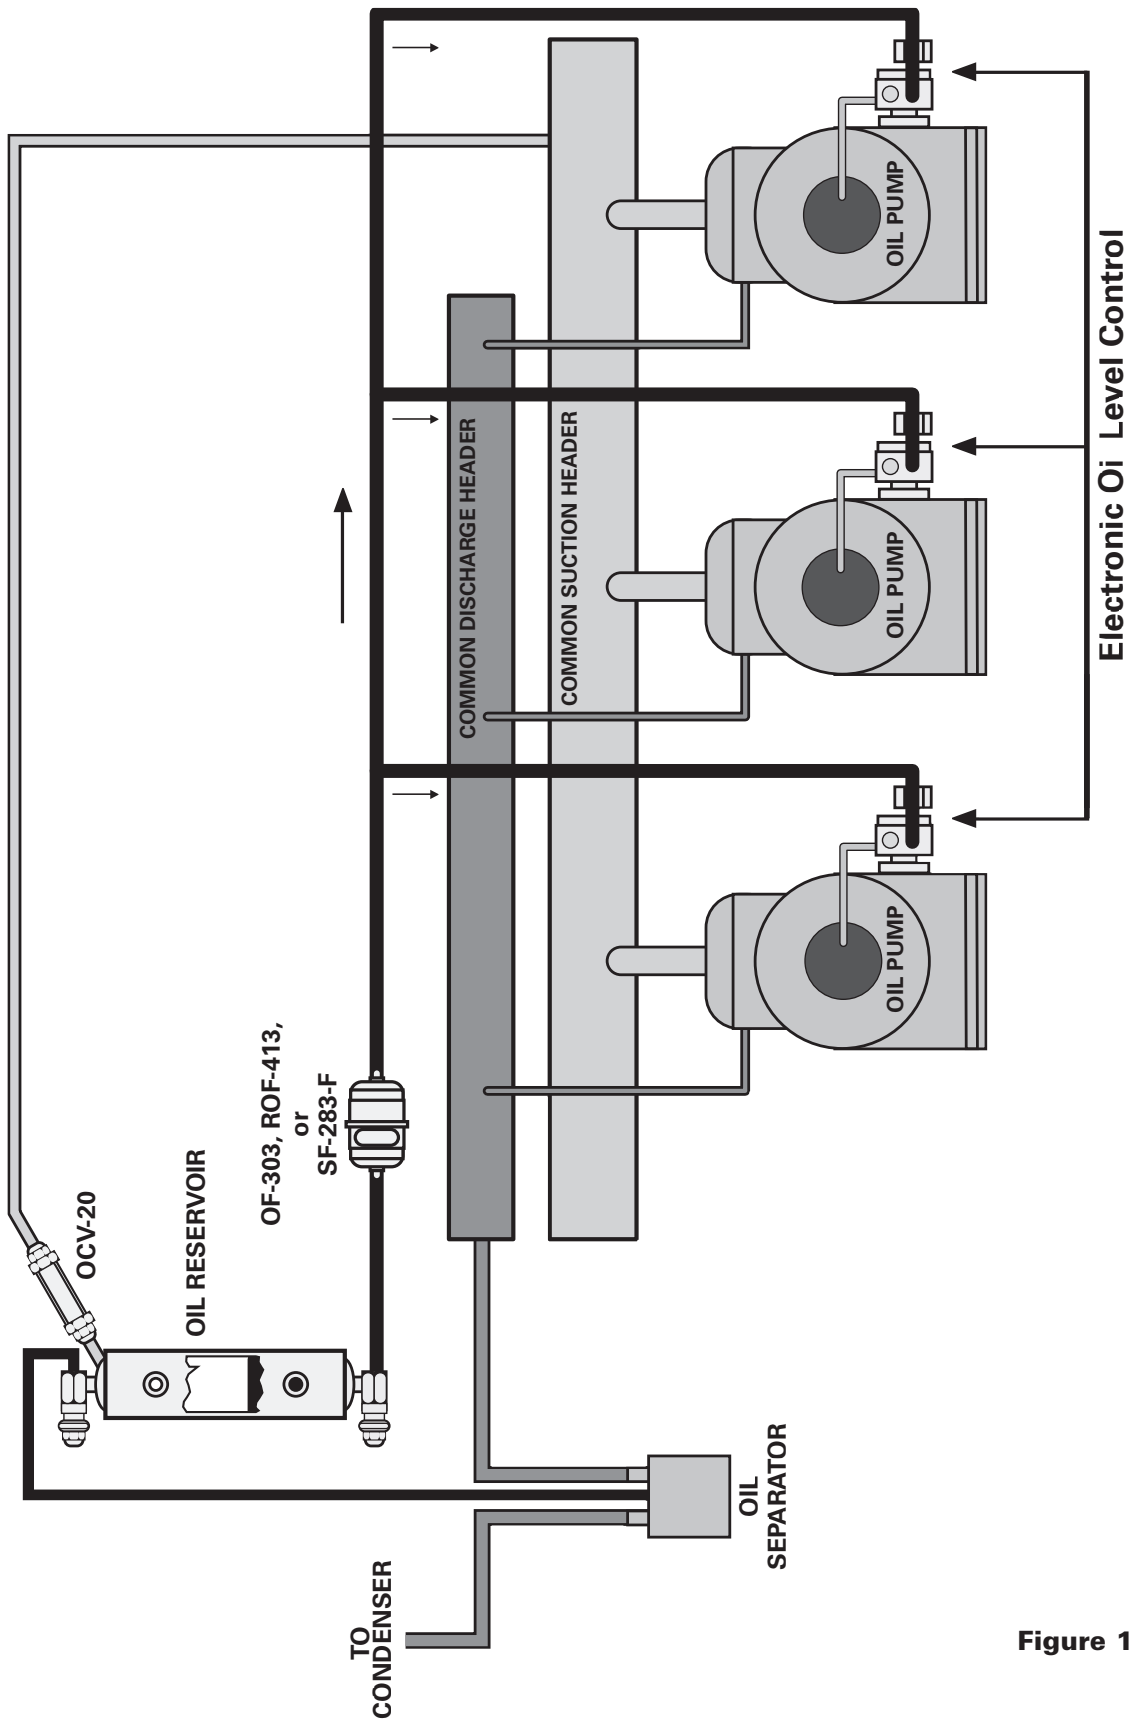 OCV-20
OIL RESERVOIR
OF-303, ROF-413,
or
SF-283-F
TO
CONDENSER
OIL
SEPARATOR
COMMON DISCHARGE HEADER
COMMON SUCTION HEADER
OIL PUMP
OIL PUMP
OIL PUMP
Electronic Oi Level Control
Figure 1